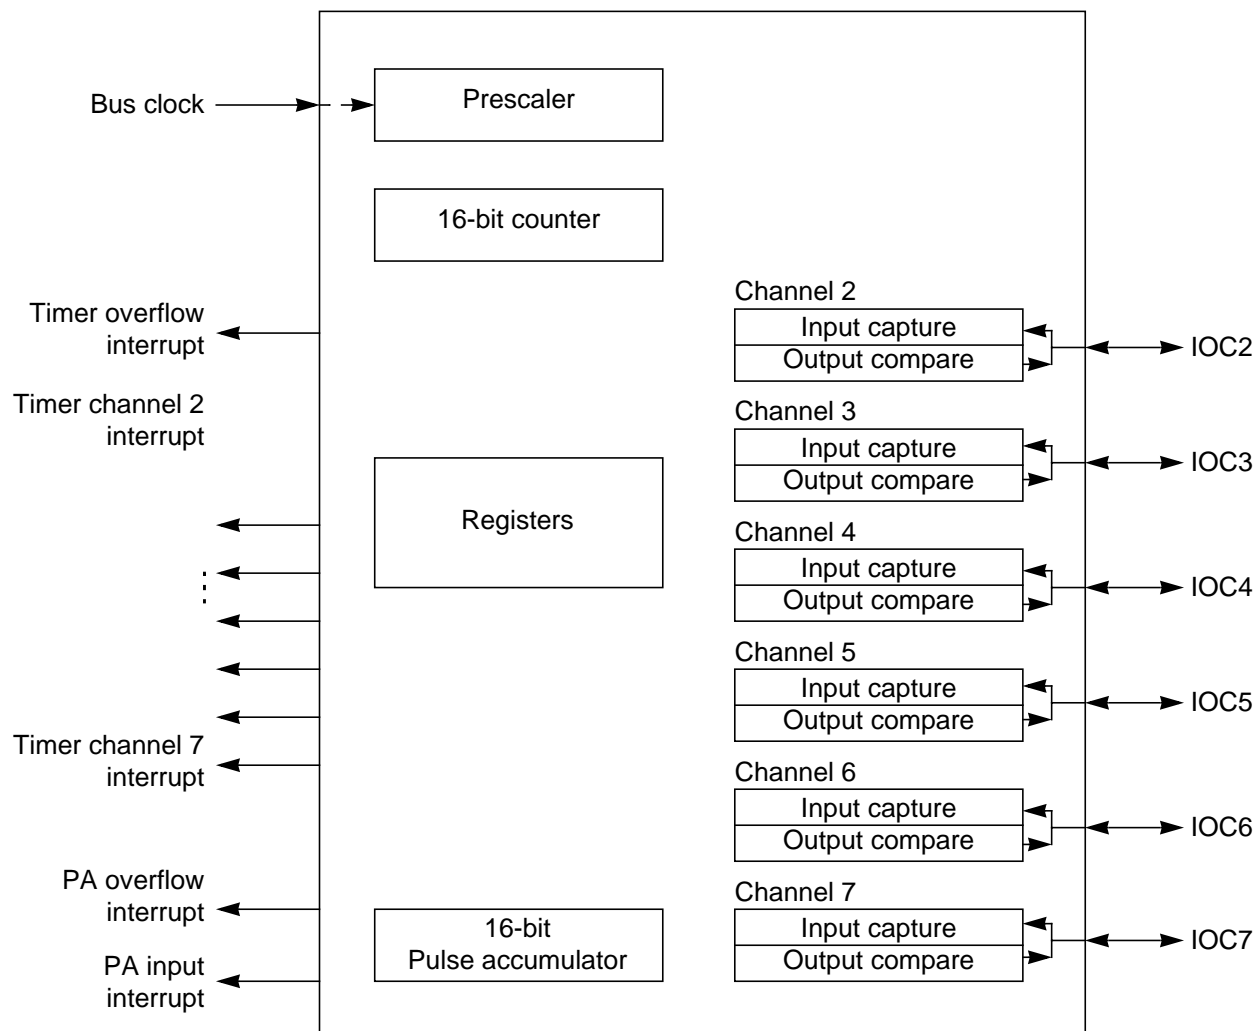 Bus clock
Prescaler
16-bit counter
Timer overflow
interrupt
Timer channel 2
interrupt
Registers
Timer channel 7
interrupt
PA overflow
interrupt
PA input
interrupt
16-bit
Pulse accumulator
Channel 2
Input capture
Output compare
IOC2
Channel 3
Input capture
Output compare
IOC3
Channel 4
Input capture
Output compare
IOC4
Channel 5
Input capture
Output compare
IOC5
Channel 6
Input capture
Output compare
IOC6
Channel 7
Input capture
Output compare
IOC7